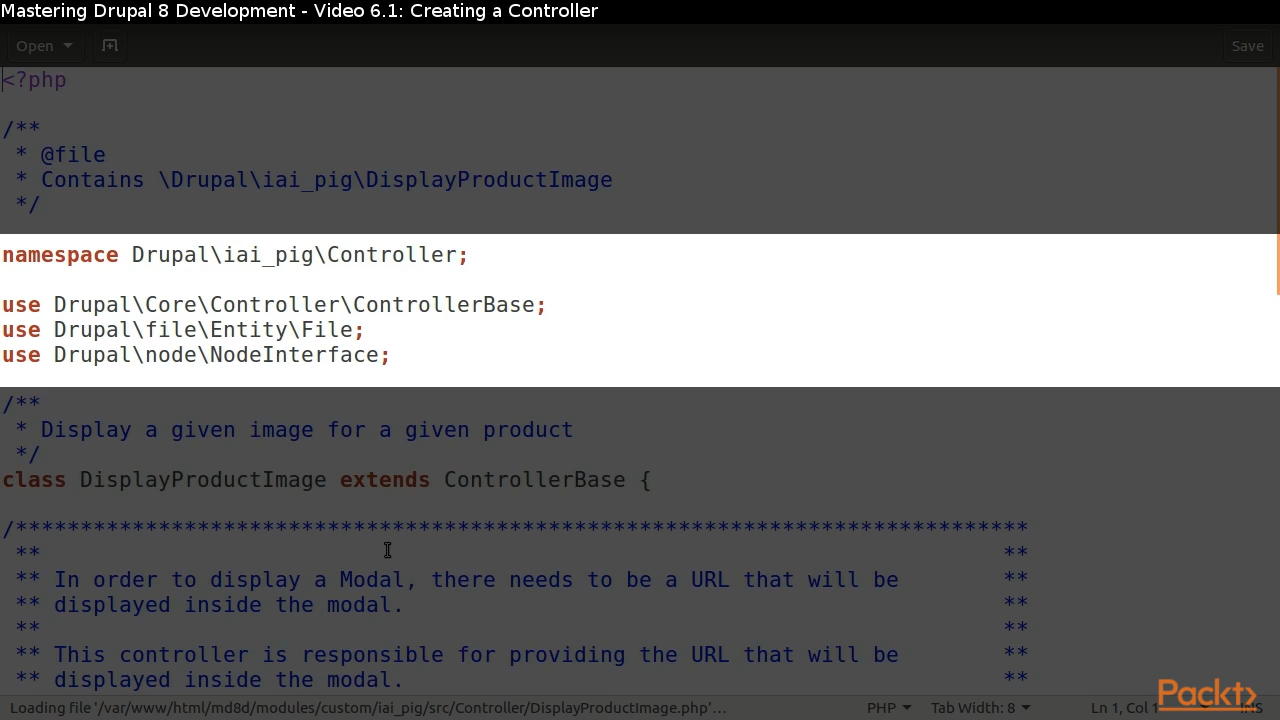 Mastering Drupal 8 Development - Video 6.1: Creating a Controller
Open Save
<?php
/**
* @file
* Contains \Drupal\iai_pig\DisplayProductImage
*/
namespace Drupal\iai_pig\Controller;
use Drupal\Core\Controller\ControllerBase;
use Drupal\file\Entity\File;
use Drupal\node\NodeInterface;
/**
* Display a given image for a given product
*/
class DisplayProductImage extends ControllerBase {
/******************************************************************************
** **
** In order to display a Modal, there needs to be a URL that will be **
** displayed inside the modal. **
** **
** This controller is responsible for providing the URL that will be **
** displayed inside the modal. **
Packt>
Loading file '/var/www/html/md8d/modules/custom/iai_pig/src/Controller/DisplayProductImage.php'… PHP Tab Width: 8 Ln 1, Col 1 INS